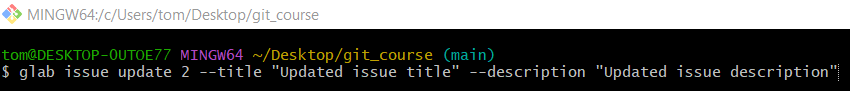 MINGW64:/c/Users/tom/Desktop/git_course
tom@DESKTOP-OUTOE77 MINGW64 ~/Desktop/git_course (main)
$ glab issue update 2 --title "Updated issue title" --description "Updated issue description"